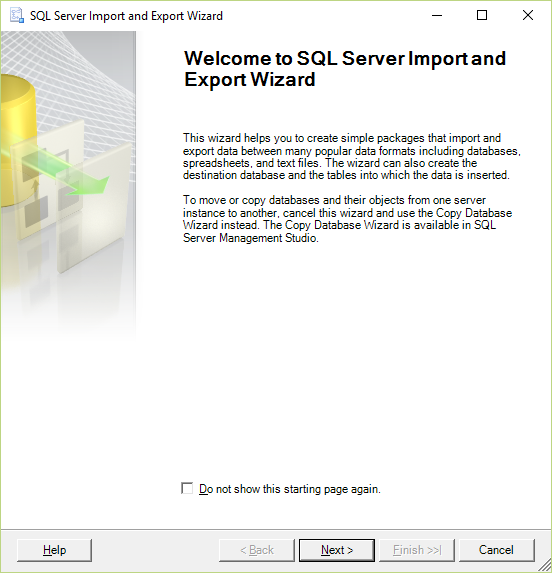 SQL Server Import and Export Wizard
Welcome to SQL Server Import and
Export Wizard
This wizard helps you to create simple packages that import and
export data between many popular data formats including databases,
spreadsheets, and text files. The wizard can also create the
destination database and the tables into which the data is inserted.
To move or copy databases and their objects from one server
instance to another, cancel this wizard and use the Copy Database
Wizard instead. The Copy Database Wizard is available in SQL
Server Management Studio.
Do not show this starting page again.
Help < Back Next > Finish >>| Cancel